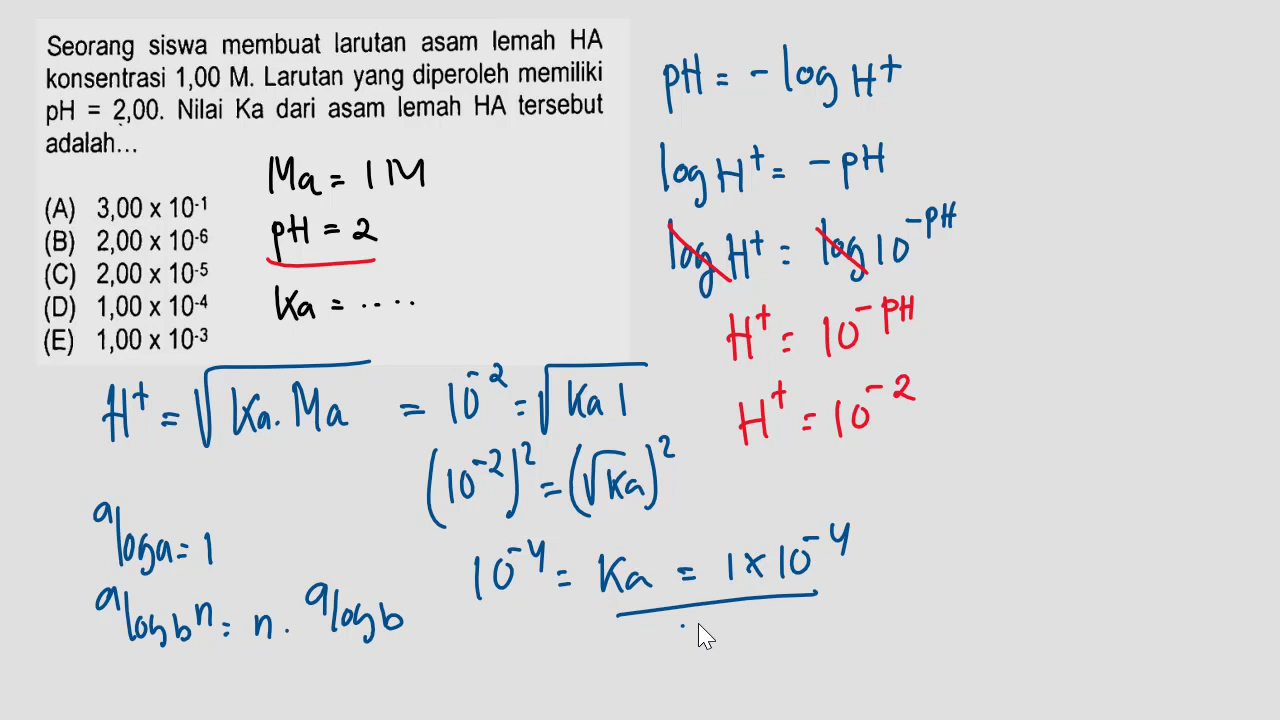 Seorang siswa membuat larutan asam lemah HA
konsentrasi 1,00 M. Larutan yang diperoleh memiliki
pH = 2,00. Nilai Ka dari asam lemah HA tersebut
adalah...
(A) 3,00 x 10⁻¹
(B) 2,00 x 10⁻⁶
(C) 2,00 x 10⁻⁵
(D) 1,00 x 10⁻⁴
(E) 1,00 x 10⁻³
Ma = 1 M
pH = 2
Ka = ....
pH = - log H⁺
log H⁺ = - pH
log H⁺ = log 10^-pH
H⁺ = 10^-pH
H⁺ = 10⁻²
H⁺ = √Ka. Ma = 10⁻² = √Ka 1
(10⁻²)² = (√Ka)²
10⁻⁴ = Ka = 1 x 10⁻⁴
ᵃlog a = 1
ᵃlog bⁿ = n . ᵃlog b